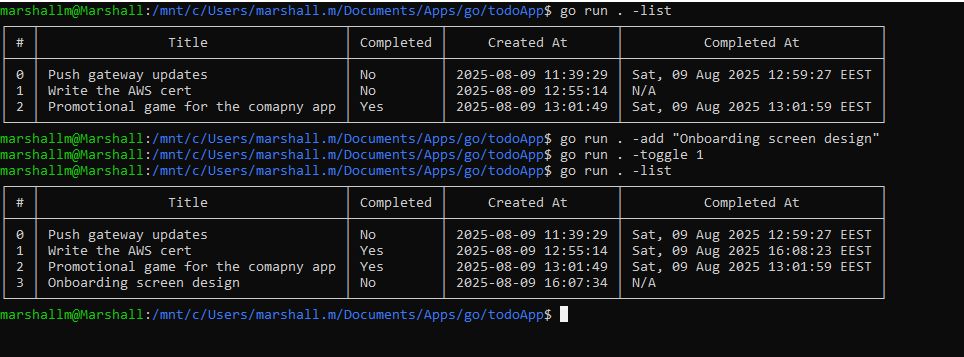 marshallm@Marshall:/mnt/c/Users/marshall.m/Documents/Apps/go/todoApp$ go run . -list
# Title Completed Created At Completed At
0 Push gateway updates No 2025-08-09 11:39:29 Sat, 09 Aug 2025 12:59:27 EEST
1 Write the AWS cert No 2025-08-09 12:55:14 N/A
2 Promotional game for the comapny app Yes 2025-08-09 13:01:49 Sat, 09 Aug 2025 13:01:59 EEST
marshallm@Marshall:/mnt/c/Users/marshall.m/Documents/Apps/go/todoApp$ go run . -add "Onboarding screen design"
marshallm@Marshall:/mnt/c/Users/marshall.m/Documents/Apps/go/todoApp$ go run . -toggle 1
marshallm@Marshall:/mnt/c/Users/marshall.m/Documents/Apps/go/todoApp$ go run . -list
# Title Completed Created At Completed At
0 Push gateway updates No 2025-08-09 11:39:29 Sat, 09 Aug 2025 12:59:27 EEST
1 Write the AWS cert Yes 2025-08-09 12:55:14 Sat, 09 Aug 2025 16:08:23 EEST
2 Promotional game for the comapny app Yes 2025-08-09 13:01:49 Sat, 09 Aug 2025 13:01:59 EEST
3 Onboarding screen design No 2025-08-09 16:07:34 N/A
marshallm@Marshall:/mnt/c/Users/marshall.m/Documents/Apps/go/todoApp$